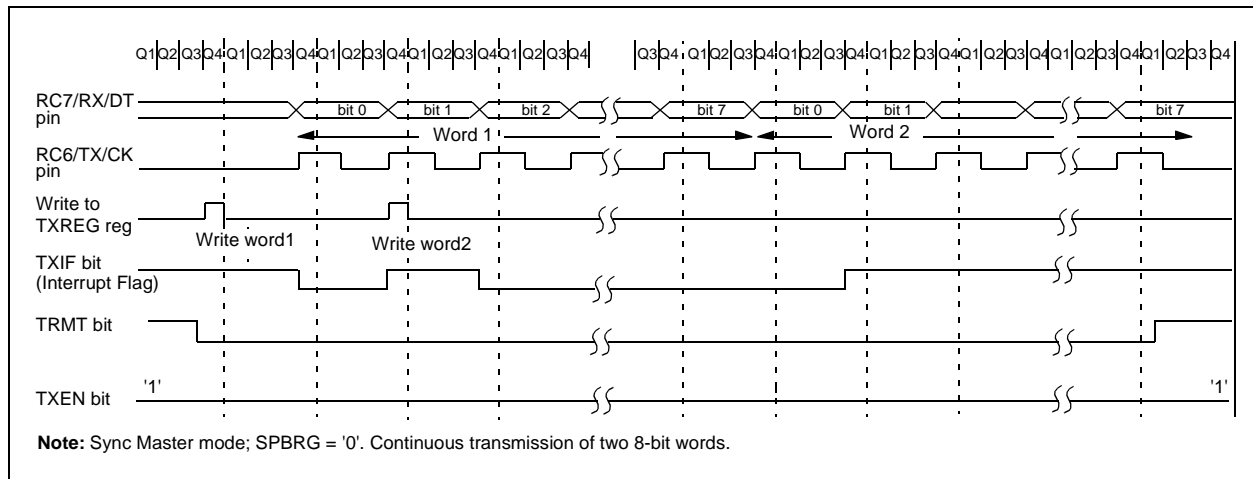 Q1 Q2 Q3 Q4 Q1 Q2 Q3 Q4 Q1 Q2 Q3 Q4 Q1 Q2 Q3 Q4 Q1 Q2 Q3 Q4 Q3 Q4 Q1 Q2 Q3 Q4 Q1 Q2 Q3 Q4 Q1 Q2 Q3 Q4 Q1 Q2 Q3 Q4 Q1 Q2 Q3 Q4 Q1 Q2 Q3 Q4
RC7/RX/DT
pin
bit 0 bit 1 bit 2 bit 7 bit 0 bit 1 bit 7
Word 1 Word 2
RC6/TX/CK
pin
Write to
TXREG reg
Write word1 Write word2
TXIF bit
(Interrupt Flag)
TRMT bit
TXEN bit
'1' '1'
Note: Sync Master mode; SPBRG = '0'. Continuous transmission of two 8-bit words.